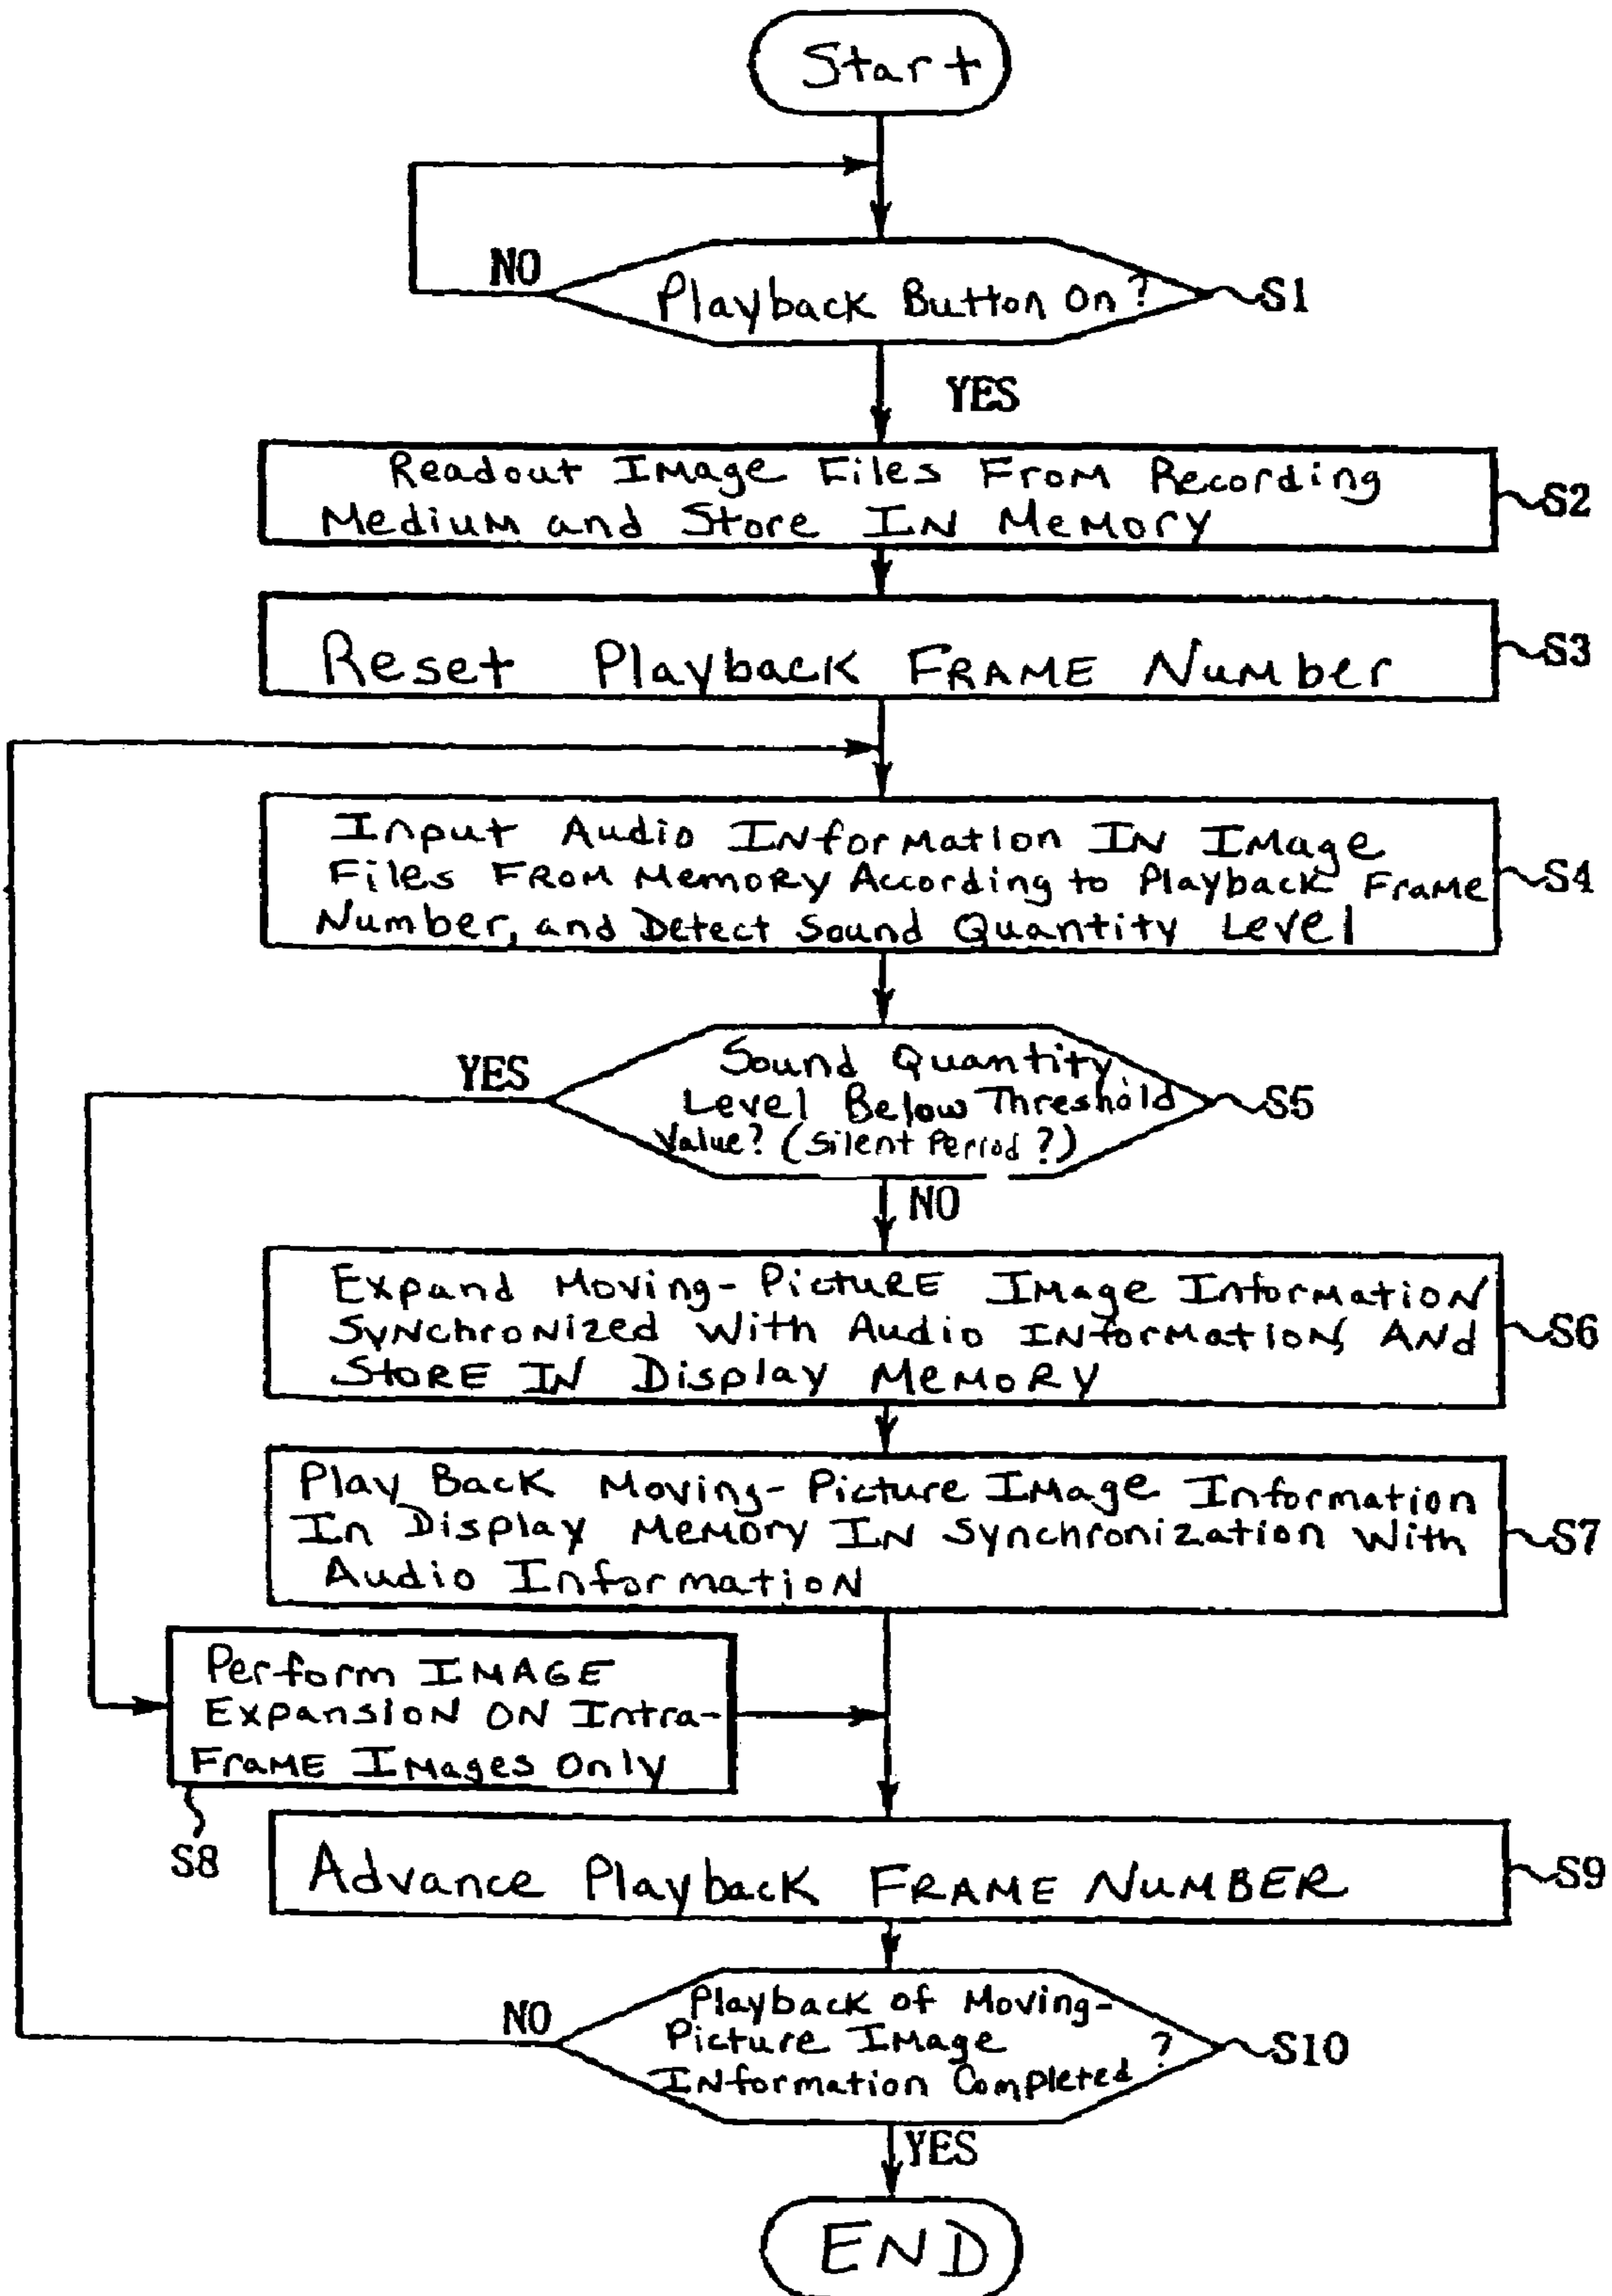 Start
NO
Playback Button On?
S1
YES
Readout Image Files From Recording
Medium and Store In Memory
S2
Reset Playback Frame Number
S3
Input Audio Information In Image
Files From Memory According to Playback Frame
Number, and Detect Sound Quantity Level
S4
YES
Sound Quantity
Level Below Threshold
Value? (Silent Period?)
S5
NO
Expand Moving-Picture Image Information
Synchronized With Audio Information, And
Store In Display Memory
S6
Play Back Moving-Picture Image Information
In Display Memory In Synchronization With
Audio Information
S7
Perform Image
Expansion On Intra-
Frame Images Only
S8
Advance Playback Frame Number
S9
NO
Playback of Moving-
Picture Image
Information Completed ?
S10
YES
END